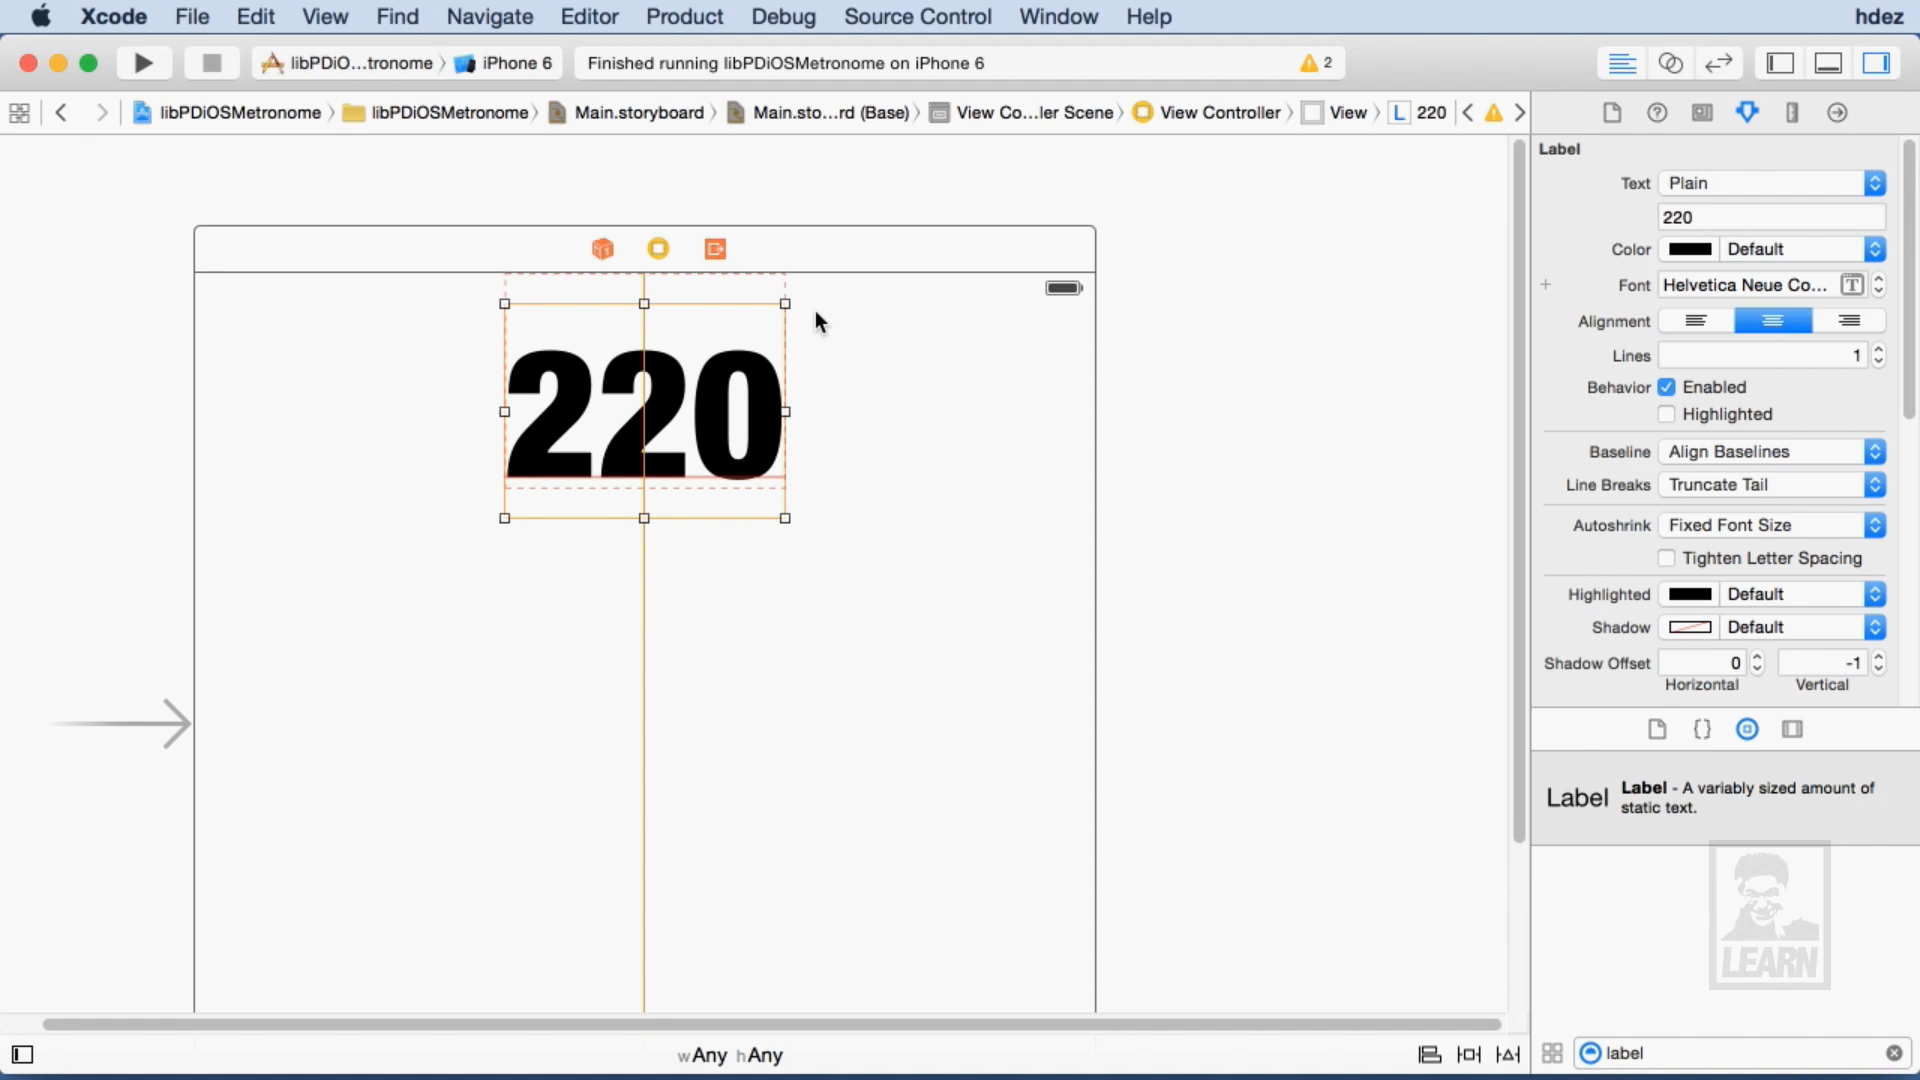 Xcode File Edit View Find Navigate Editor Product Debug Source Control Window Help hdez
libPDiO...tronome iPhone 6 Finished running libPDiOSMetronome on iPhone 6 2
libPDiOSMetronome libPDiOSMetronome Main.storyboard Main.sto...rd (Base) View Co...ler Scene View Controller View L 220
Label
Text Plain
220
Color Default
Font Helvetica Neue Co... T
Alignment
Lines 1
Behavior Enabled
Highlighted
Baseline Align Baselines
Line Breaks Truncate Tail
Autoshrink Fixed Font Size
Tighten Letter Spacing
Highlighted Default
Shadow Default
Shadow Offset 0 -1
Horizontal Vertical
220
Label Label - A variably sized amount of
static text.
LEARN
wAny hAny
label